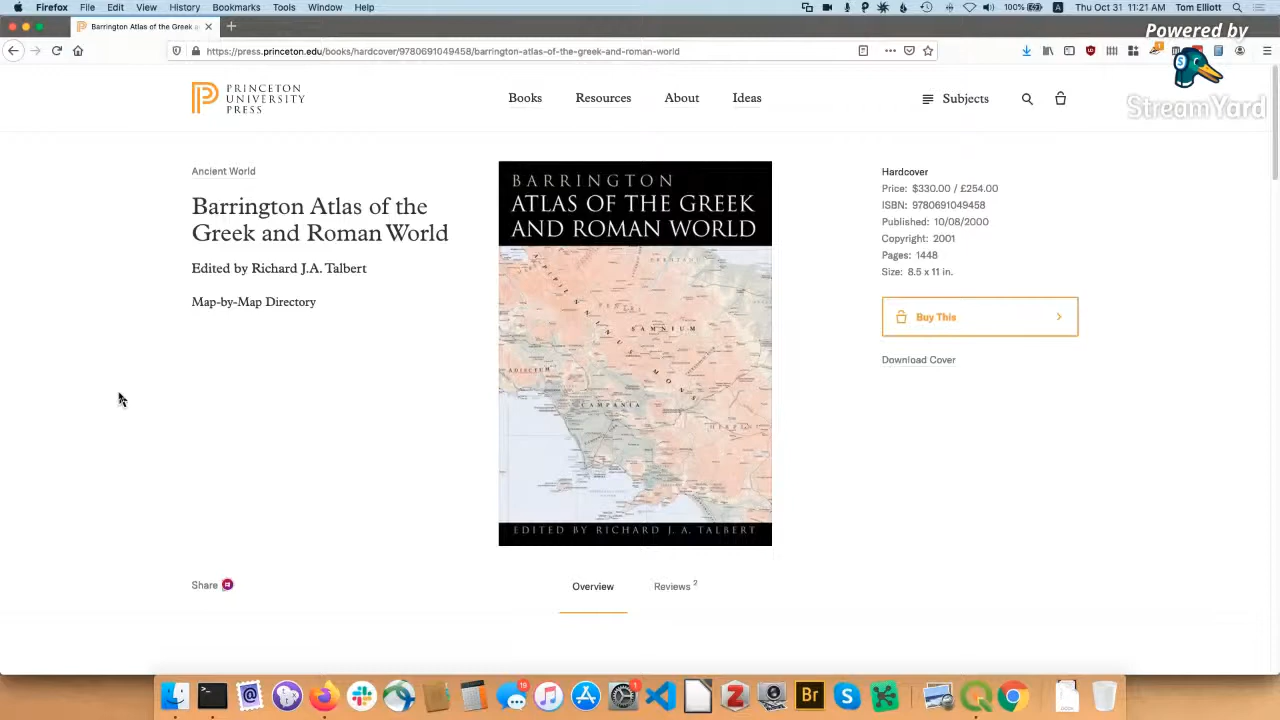 Firefox File Edit View History Bookmarks Tools Window Help
100% Thu Oct 31 11:21 AM Tom Elliott
Barrington Atlas of the Greek a
Powered by
https://press.princeton.edu/books/hardcover/9780691049458/barrington-atlas-of-the-greek-and-roman-world
StreamYard
PRINCETON
UNIVERSITY
PRESS
Books Resources About Ideas Subjects
Ancient World
Barrington Atlas of the
Greek and Roman World
Edited by Richard J.A. Talbert
Map-by-Map Directory
BARRINGTON
ATLAS OF THE GREEK
AND ROMAN WORLD
SAMNIUM
CAMPANIA
EDITED BY RICHARD J. A. TALBERT
Hardcover
Price: $330.00 / £254.00
ISBN: 9780691049458
Published: 10/08/2000
Copyright: 2001
Pages: 1448
Size: 8.5 x 11 in.
Buy This
Download Cover
Share
Overview Reviews 2
19
1
Br